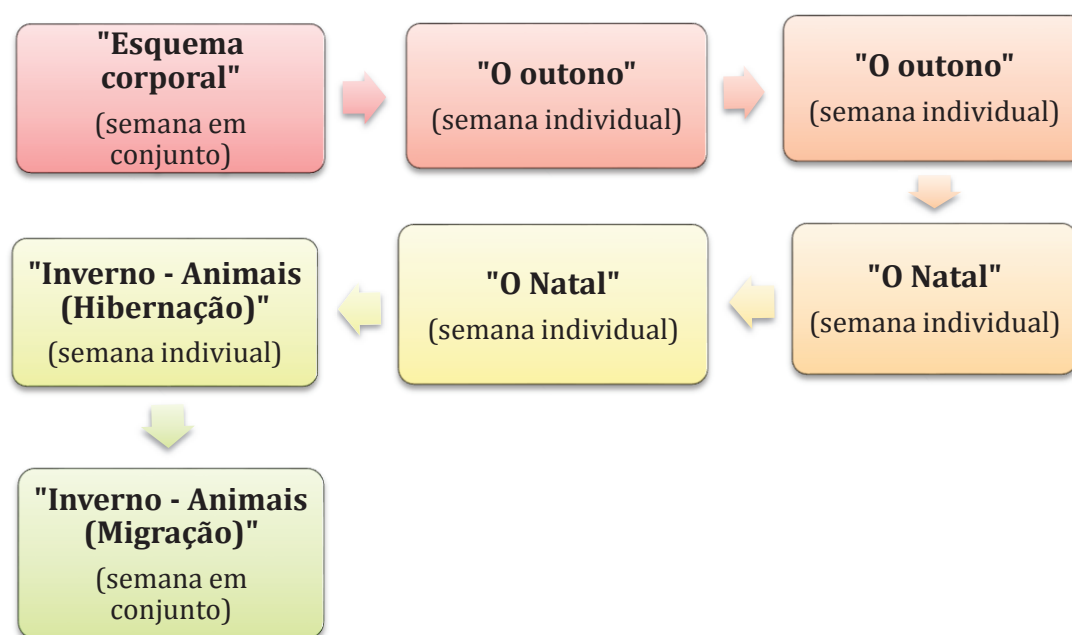 "Esquema
corporal"
(semana em
conjunto)
"O outono"
(semana individual)
"O outono"
(semana individual)
"O Natal"
(semana individual)
"O Natal"
(semana individual)
"Inverno - Animais
(Hibernação)"
(semana indiviual)
"Inverno - Animais
(Migração)"
(semana em
conjunto)